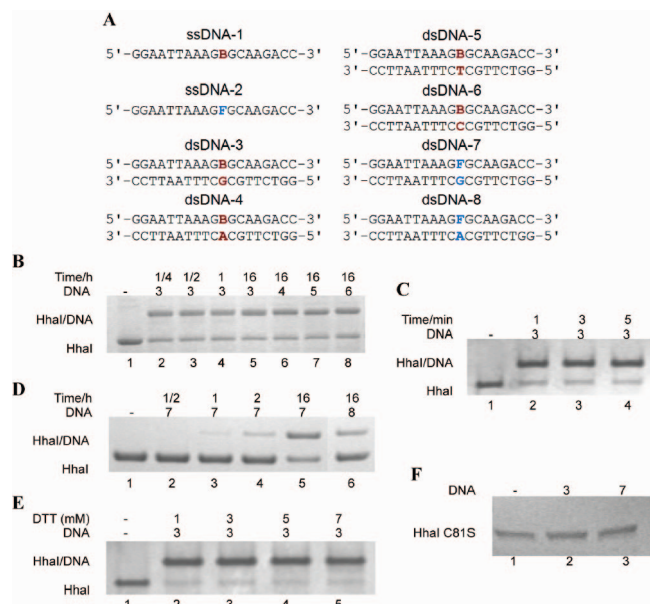 A
ssDNA-1
5'-GGAATTAAAGBGCAAGACC-3'
ssDNA-2
5'-GGAATTAAAGFGCAAGACC-3'
dsDNA-3
5'-GGAATTAAAGBGCAAGACC-3'
3'-CCTTAATTTCGCGTTCTGG-5'
dsDNA-4
5'-GGAATTAAAGBGCAAGACC-3'
3'-CCTTAATTTCACGTTCTGG-5'
dsDNA-5
5'-GGAATTAAAGBGCAAGACC-3'
3'-CCTTAATTTCTCGTTCTGG-5'
dsDNA-6
5'-GGAATTAAAGBGCAAGACC-3'
3'-CCTTAATTTCCCGTTCTGG-5'
dsDNA-7
5'-GGAATTAAAGFGCAAGACC-3'
3'-CCTTAATTTCGCGTTCTGG-5'
dsDNA-8
5'-GGAATTAAAGFGCAAGACC-3'
3'-CCTTAATTTCACGTTCTGG-5'
B
Time/h 1/4 1/2 1 16 16 16 16
DNA - 3 3 3 3 4 5 6
HhaI/DNA
HhaI
1 2 3 4 5 6 7 8
C
Time/min 1 3 5
DNA - 3 3 3
HhaI/DNA
HhaI
1 2 3 4
D
Time/h 1/2 1 2 16 16
DNA - 7 7 7 7 8
HhaI/DNA
HhaI
1 2 3 4 5 6
E
DTT (mM) - 1 3 5 7
DNA - 3 3 3 3
HhaI/DNA
HhaI
1 2 3 4 5
F
DNA - 3 7
HhaI C81S
1 2 3